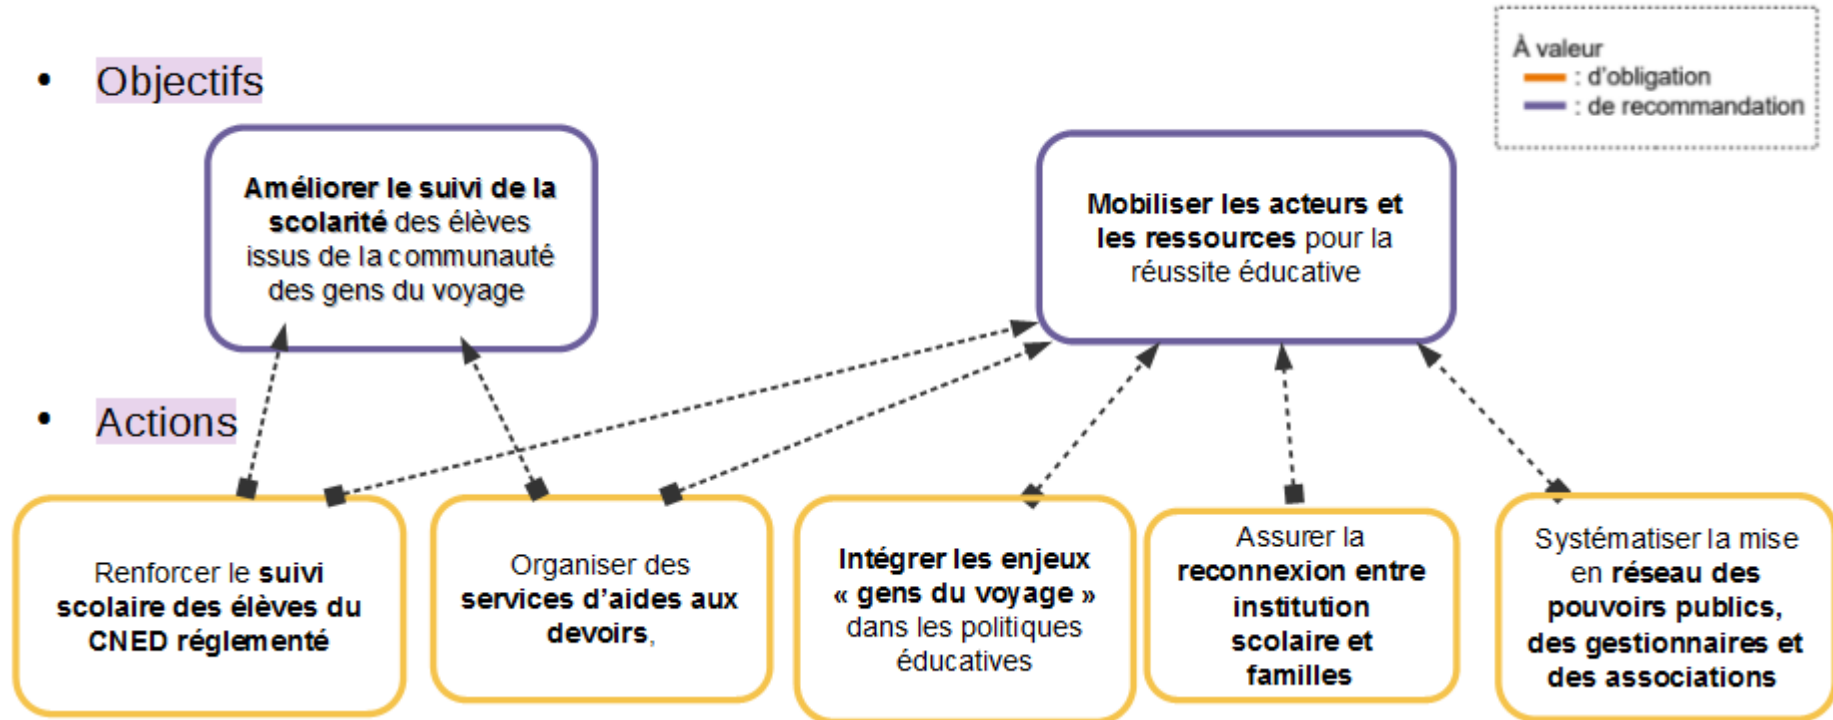 À valeur
: d'obligation
: de recommandation
• Objectifs
Améliorer le suivi de la
scolarité des élèves
issus de la communauté
des gens du voyage
Mobiliser les acteurs et
les ressources pour la
réussite éducative
• Actions
Renforcer le suivi
scolaire des élèves du
CNED réglementé
Organiser des
services d'aides aux
devoirs,
Intégrer les enjeux
« gens du voyage »
dans les politiques
éducatives
Assurer la
reconnexion entre
institution
scolaire et
familles
Systématiser la mise
en réseau des
pouvoirs publics,
des gestionnaires et
des associations